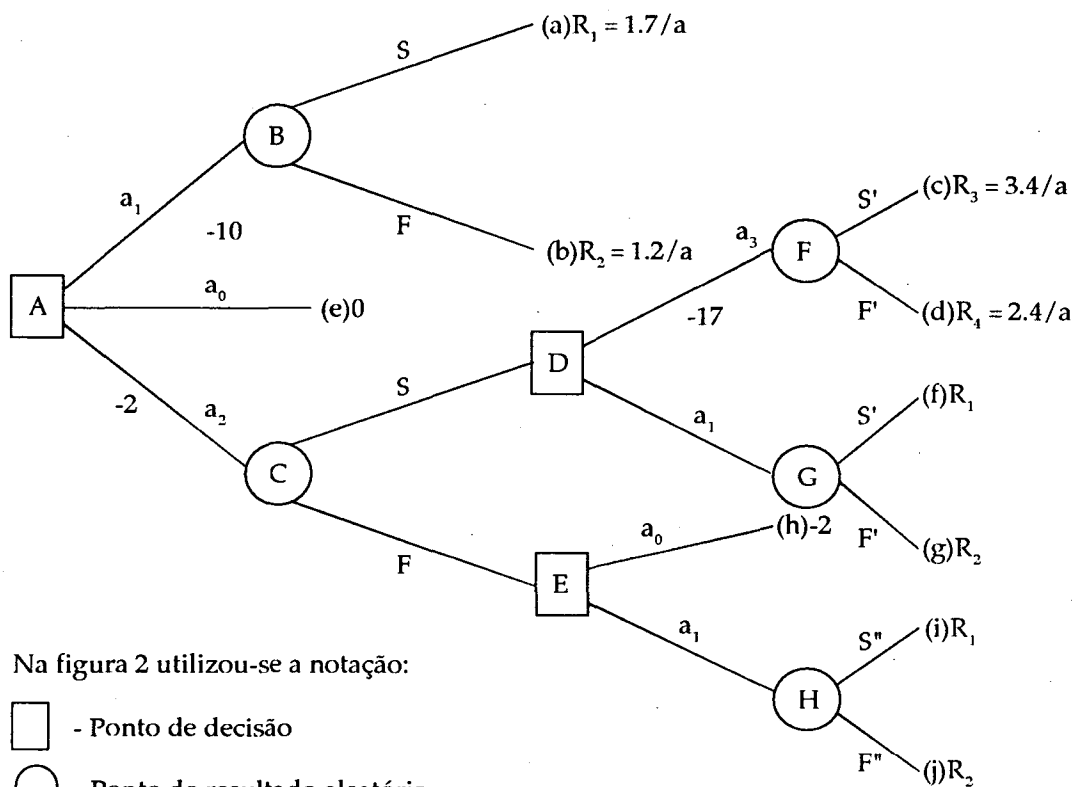 (a)R₁ = 1.7/a
S
B
a₁
-10
F
(b)R₂ = 1.2/a
S'
(c)R₃ = 3.4/a
a₃
F
F'
(d)R₄ = 2.4/a
-17
A
a₀
(e)0
D
-2
a₂
S
C
a₁
S'
(f)R₁
G
F'
(g)R₂
F
a₀
(h)-2
E
a₁
S"
(i)R₁
H
F"
(j)R₂
Na figura 2 utilizou-se a notação:
- Ponto de decisão